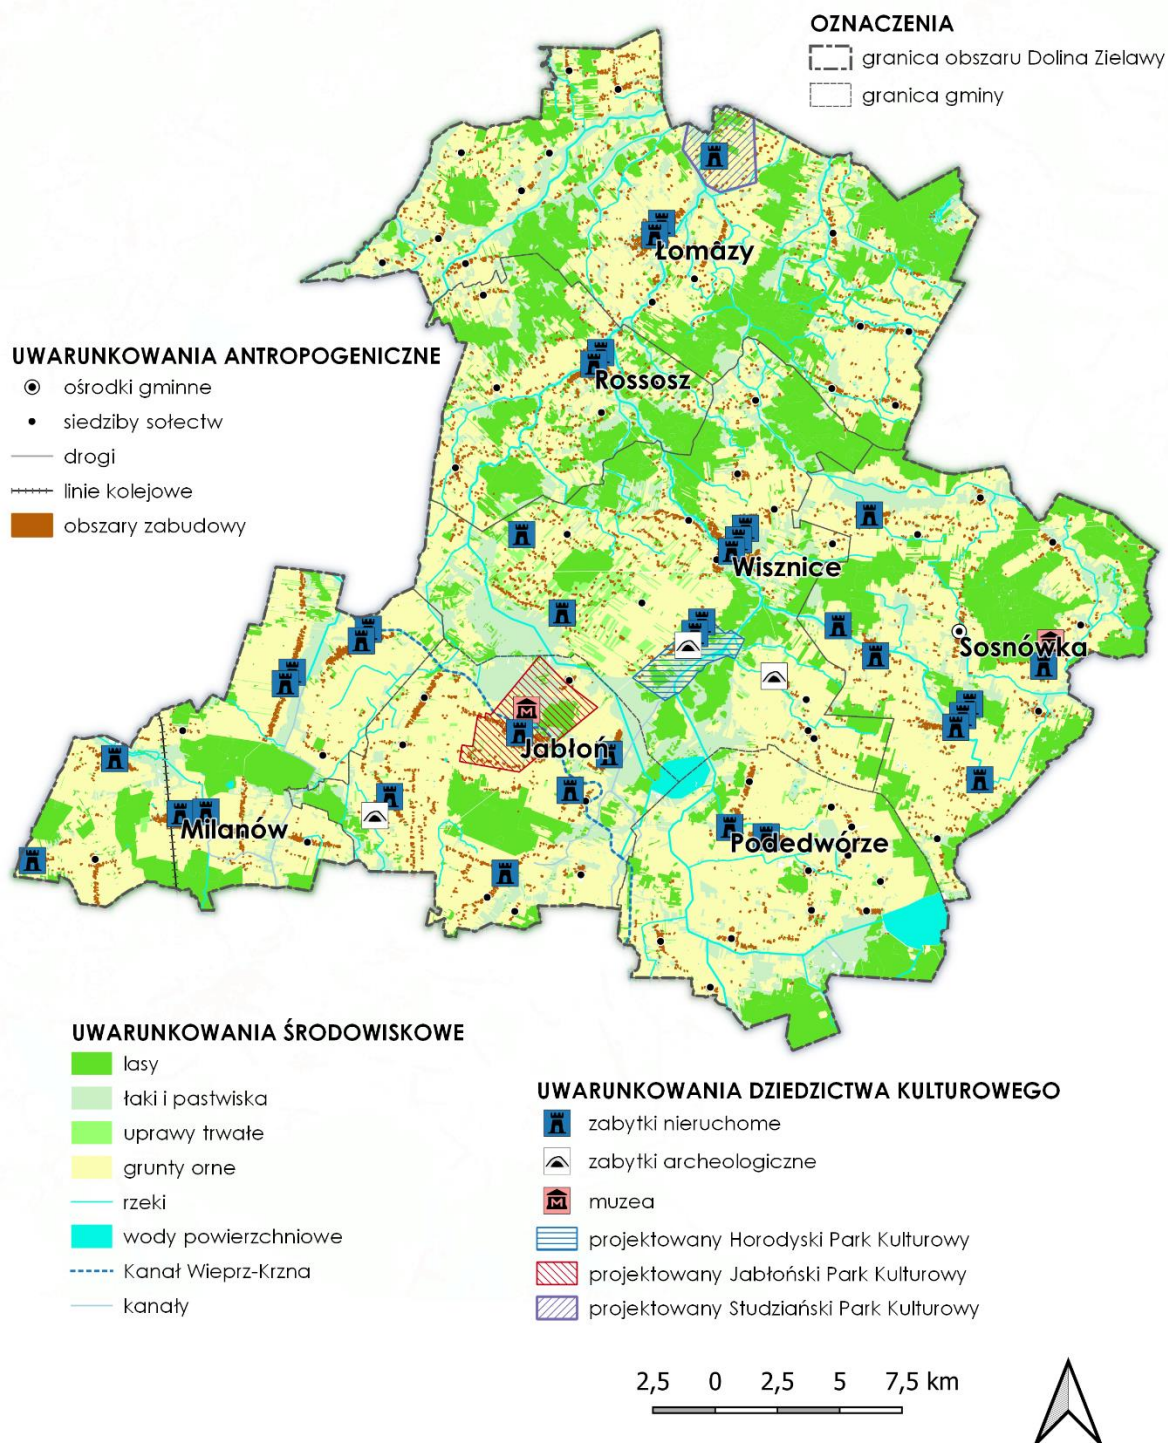 OZNACZENIA
granica obszaru Dolina Zielawy
granica gminy
Łomazy
UWARUNKOWANIA ANTROPOGENICZNE
ośrodki gminne
siedziby sołectw
drogi
linie kolejowe
obszary zabudowy
Rossosz
Wisznice
Sosnówka
Jabłoń
Milanów
Podedwórze
UWARUNKOWANIA ŚRODOWISKOWE
lasy
łaki i pastwiska
uprawy trwałe
grunty orne
rzeki
wody powierzchniowe
Kanał Wieprz-Krzna
kanały
UWARUNKOWANIA DZIEDZICTWA KULTUROWEGO
zabytki nieruchome
zabytki archeologiczne
muzea
projektowany Horodyski Park Kulturowy
projektowany Jabłoński Park Kulturowy
projektowany Studziański Park Kulturowy
2,5 0 2,5 5 7,5 km